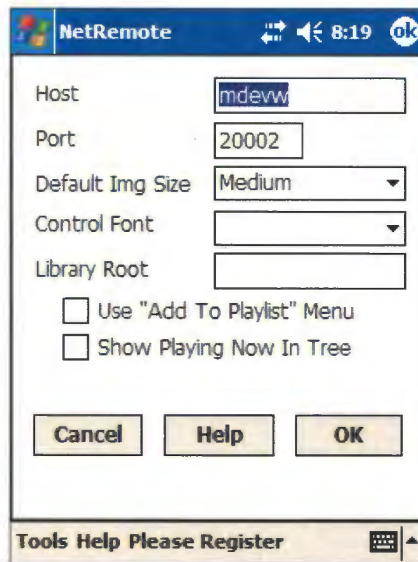 NetRemote 8:19 ok
Host mdevw
Port 20002
Default Img Size Medium
Control Font
Library Root
Use "Add To Playlist" Menu
Show Playing Now In Tree
Cancel Help OK
Tools Help Please Register